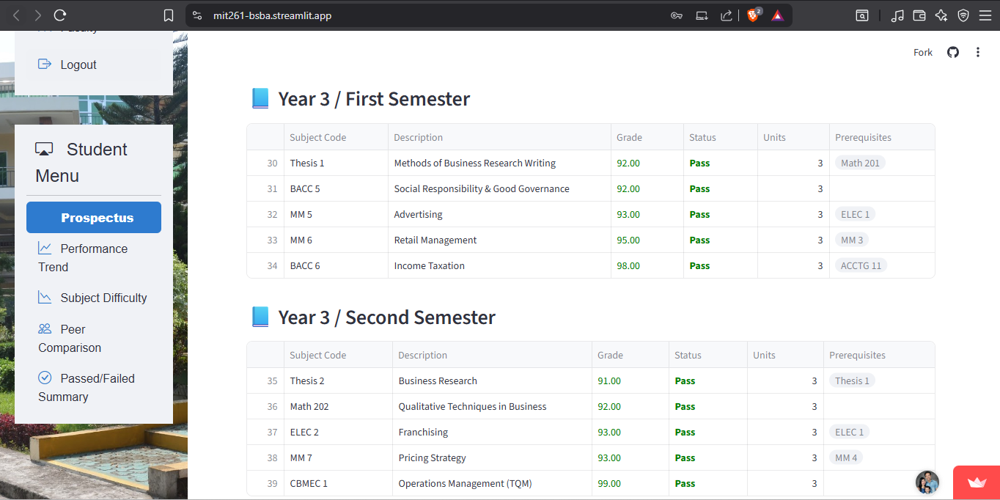 mit261-bsba.streamlit.app
2
Faculty
Logout
Student
Menu
Prospectus
Performance
Trend
Subject Difficulty
Peer
Comparison
Passed/Failed
Summary
Fork
Year 3 / First Semester
Subject Code Description Grade Status Units Prerequisites
30 Thesis 1 Methods of Business Research Writing 92.00 Pass 3 Math 201
31 BACC 5 Social Responsibility & Good Governance 92.00 Pass 3
32 MM 5 Advertising 93.00 Pass 3 ELEC 1
33 MM 6 Retail Management 95.00 Pass 3 MM 3
34 BACC 6 Income Taxation 98.00 Pass 3 ACCTG 11
Year 3 / Second Semester
Subject Code Description Grade Status Units Prerequisites
35 Thesis 2 Business Research 91.00 Pass 3 Thesis 1
36 Math 202 Qualitative Techniques in Business 92.00 Pass 3
37 ELEC 2 Franchising 93.00 Pass 3 ELEC 1
38 MM 7 Pricing Strategy 93.00 Pass 3 MM 4
39 CBMEC 1 Operations Management (TQM) 99.00 Pass 3